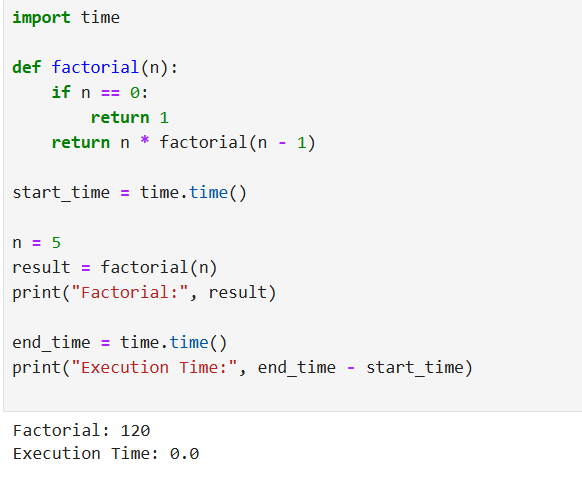 import time
def factorial(n):
    if n == 0:
        return 1
    return n * factorial(n - 1)
start_time = time.time()
n = 5
result = factorial(n)
print("Factorial:", result)
end_time = time.time()
print("Execution Time:", end_time - start_time)
Factorial: 120
Execution Time: 0.0